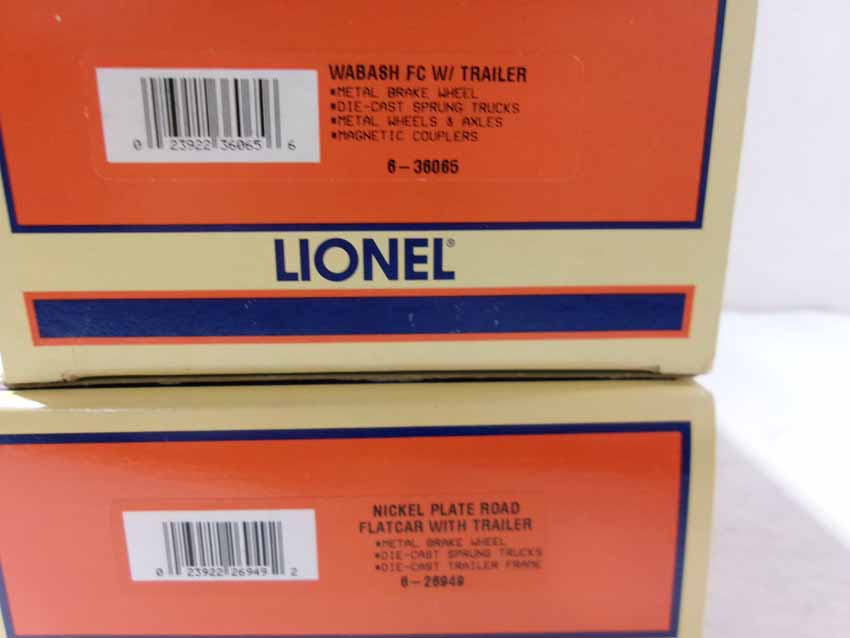 WABASH FC W/ TRAILER
*METAL BRAKE WHEEL
*DIE-CAST SPRUNG TRUCKS
*METAL WHEELS & AXLES
*MAGNETIC COUPLERS
6-36065
0 23922 36065 6
LIONEL®
NICKEL PLATE ROAD
FLATCAR WITH TRAILER
*METAL BRAKE WHEEL
*DIE-CAST SPRUNG TRUCKS
*DIE-CAST TRAILER FRAME
6-26949
0 23922 26949 2